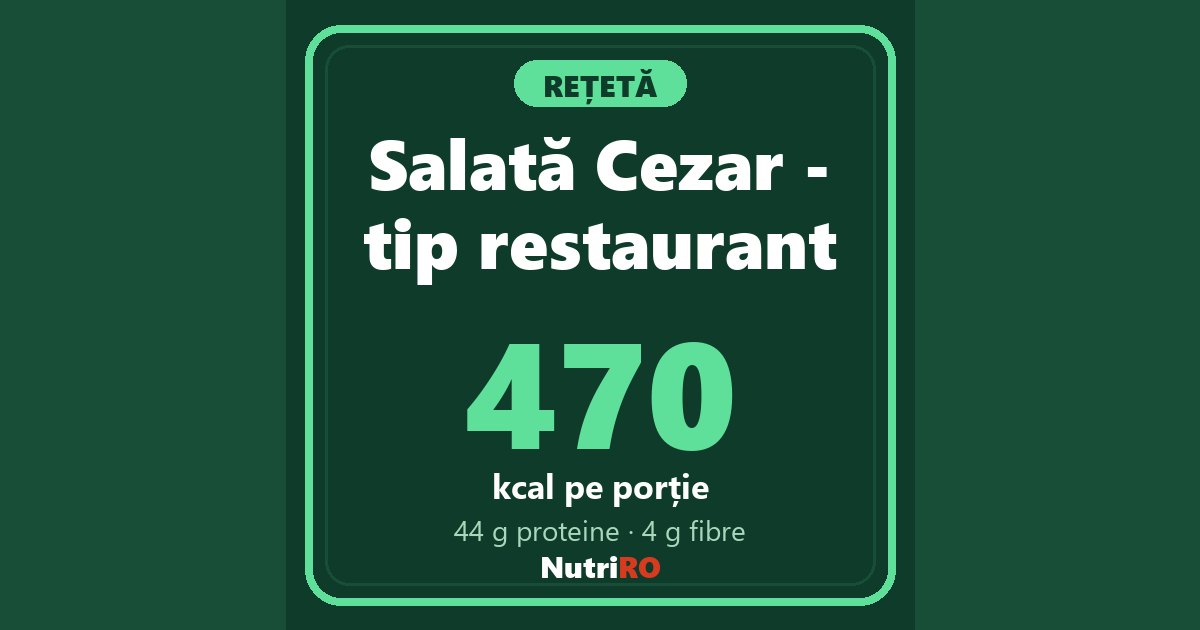 REȚETĂ
Salată Cezar -
tip restaurant
470
kcal pe porție
44 g proteine · 4 g fibre
NutriRO